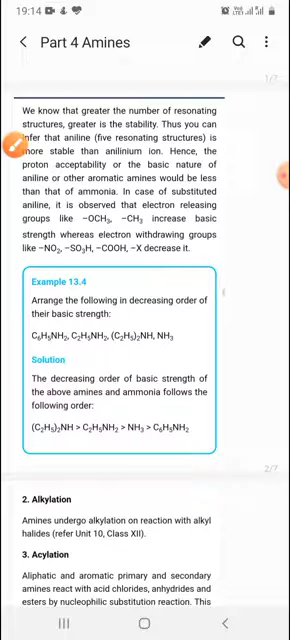 19:14
Part 4 Amines
1/7
We know that greater the number of resonating
structures, greater is the stability. Thus you can
infer that aniline (five resonating structures) is
more stable than anilinium ion. Hence, the
proton acceptability or the basic nature of
aniline or other aromatic amines would be less
than that of ammonia. In case of substituted
aniline, it is observed that electron releasing
groups like –OCH₃, –CH₃ increase basic
strength whereas electron withdrawing groups
like –NO₂, –SO₃H, –COOH, –X decrease it.
Example 13.4
Arrange the following in decreasing order of
their basic strength:
C₆H₅NH₂, C₂H₅NH₂, (C₂H₅)₂NH, NH₃
Solution
The decreasing order of basic strength of
the above amines and ammonia follows the
following order:
(C₂H₅)₂NH > C₂H₅NH₂ > NH₃ > C₆H₅NH₂
2/7
2. Alkylation
Amines undergo alkylation on reaction with alkyl
halides (refer Unit 10, Class XII).
3. Acylation
Aliphatic and aromatic primary and secondary
amines react with acid chlorides, anhydrides and
esters by nucleophilic substitution reaction. This